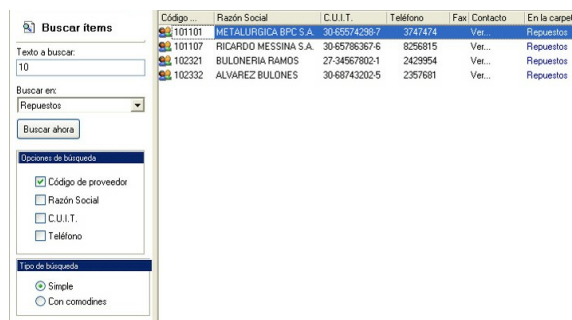 Buscar ítems
Texto a buscar:
10
Buscar en:
Repuestos
Buscar ahora
Opciones de búsqueda
Código de proveedor
Razón Social
C.U.I.T.
Teléfono
Tipo de búsqueda
Simple
Con comodines
Código ... Razón Social C.U.I.T. Teléfono Fax Contacto En la carpet
101101 METALURGICA BPC S.A. 30-65574298-7 3747474 Ver... Repuestos
101107 RICARDO MESSINA S.A. 30-65786367-6 8256815 Ver... Repuestos
102321 BULONERIA RAMOS 27-34567802-1 2429954 Ver... Repuestos
102332 ALVAREZ BULONES 30-68743202-5 2357681 Ver... Repuestos